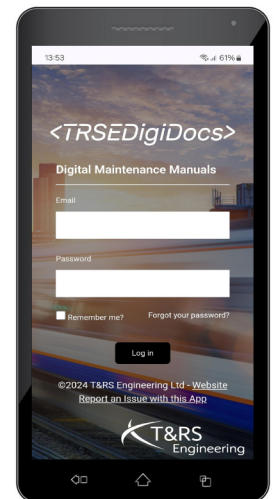 13:53
61%
<TRSEDigiDocs>
Digital Maintenance Manuals
Email
Password
Remember me? Forgot your password?
Log in
©2024 T&RS Engineering Ltd - Website
Report an Issue with this App
T&RS
Engineering